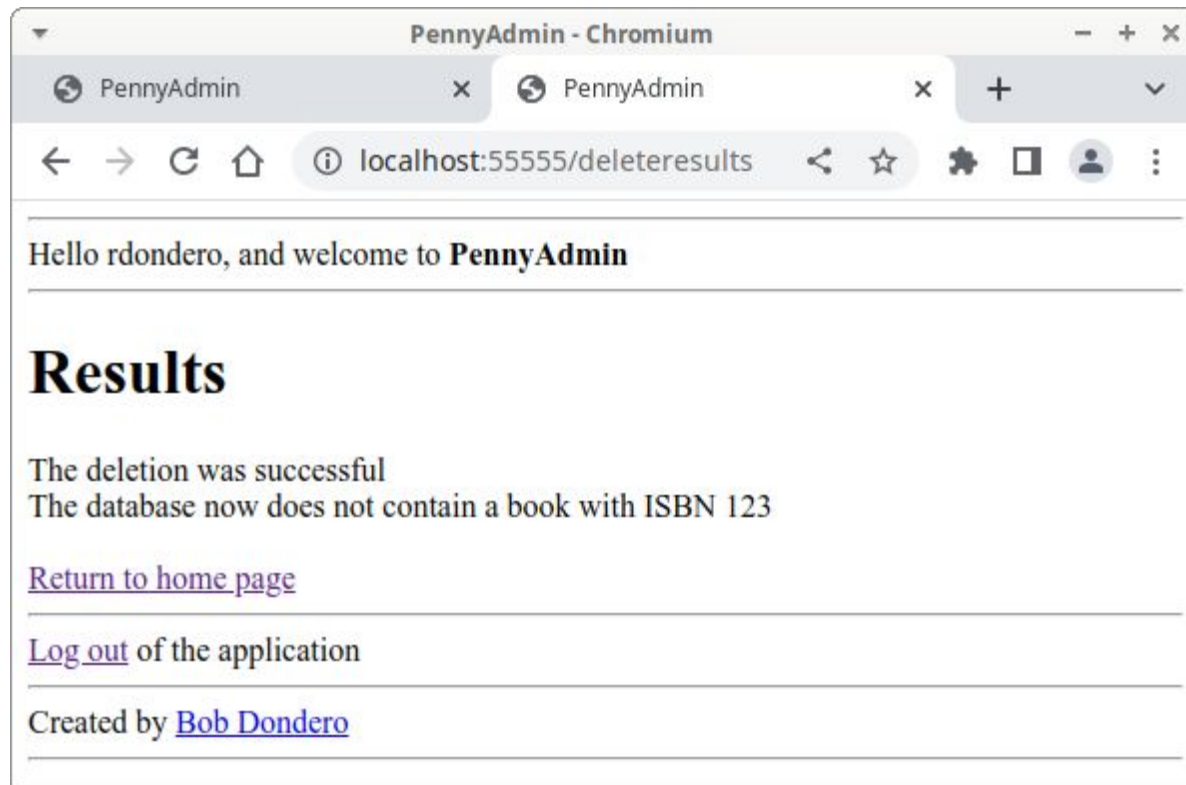 PennyAdmin - Chromium
PennyAdmin PennyAdmin
localhost:55555/deleteresults
Hello rdondero, and welcome to PennyAdmin
Results
The deletion was successful
The database now does not contain a book with ISBN 123
Return to home page
Log out of the application
Created by Bob Dondero